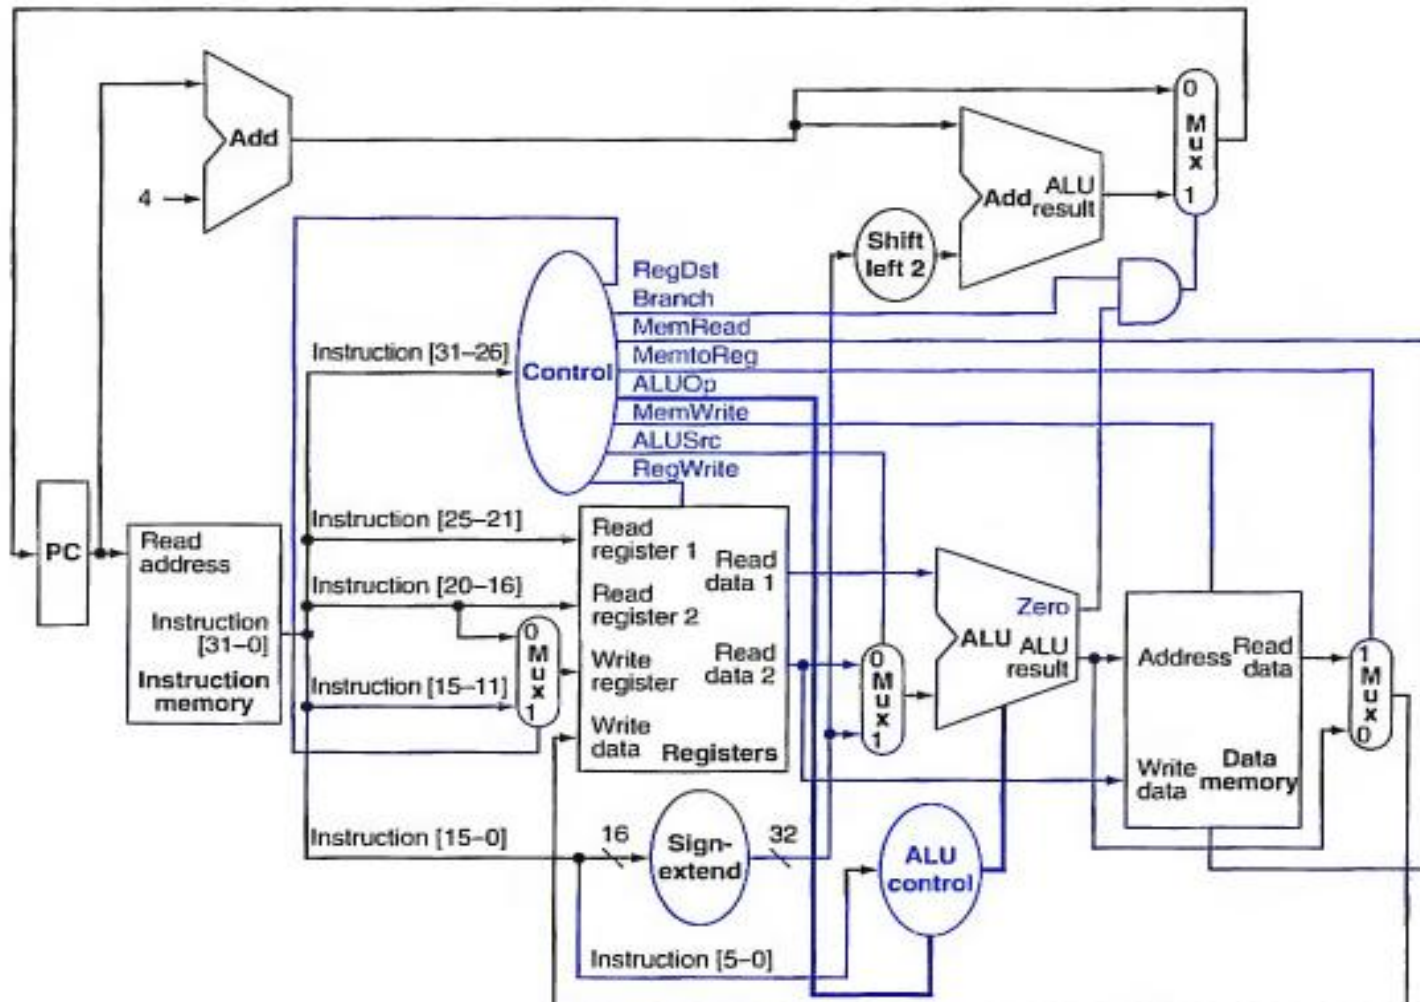 0
Mux
1
Add
4
Add
ALU
result
Shift
left 2
RegDst
Branch
MemRead
MemtoReg
ALUOp
MemWrite
ALUSrc
RegWrite
Control
Instruction [31–26]
Instruction [25–21]
Instruction [20–16]
Instruction [15–11]
Instruction [15–0]
Instruction [5–0]
PC
Read
address
Instruction
[31–0]
Instruction
memory
0
Mux
1
Read
register 1
Read
register 2
Write
register
Write
data
Read
data 1
Read
data 2
Registers
0
Mux
1
Zero
ALU
ALU
result
Address
Read
data
Write
data
Data
memory
1
Mux
0
16
Sign-
extend
32
ALU
control